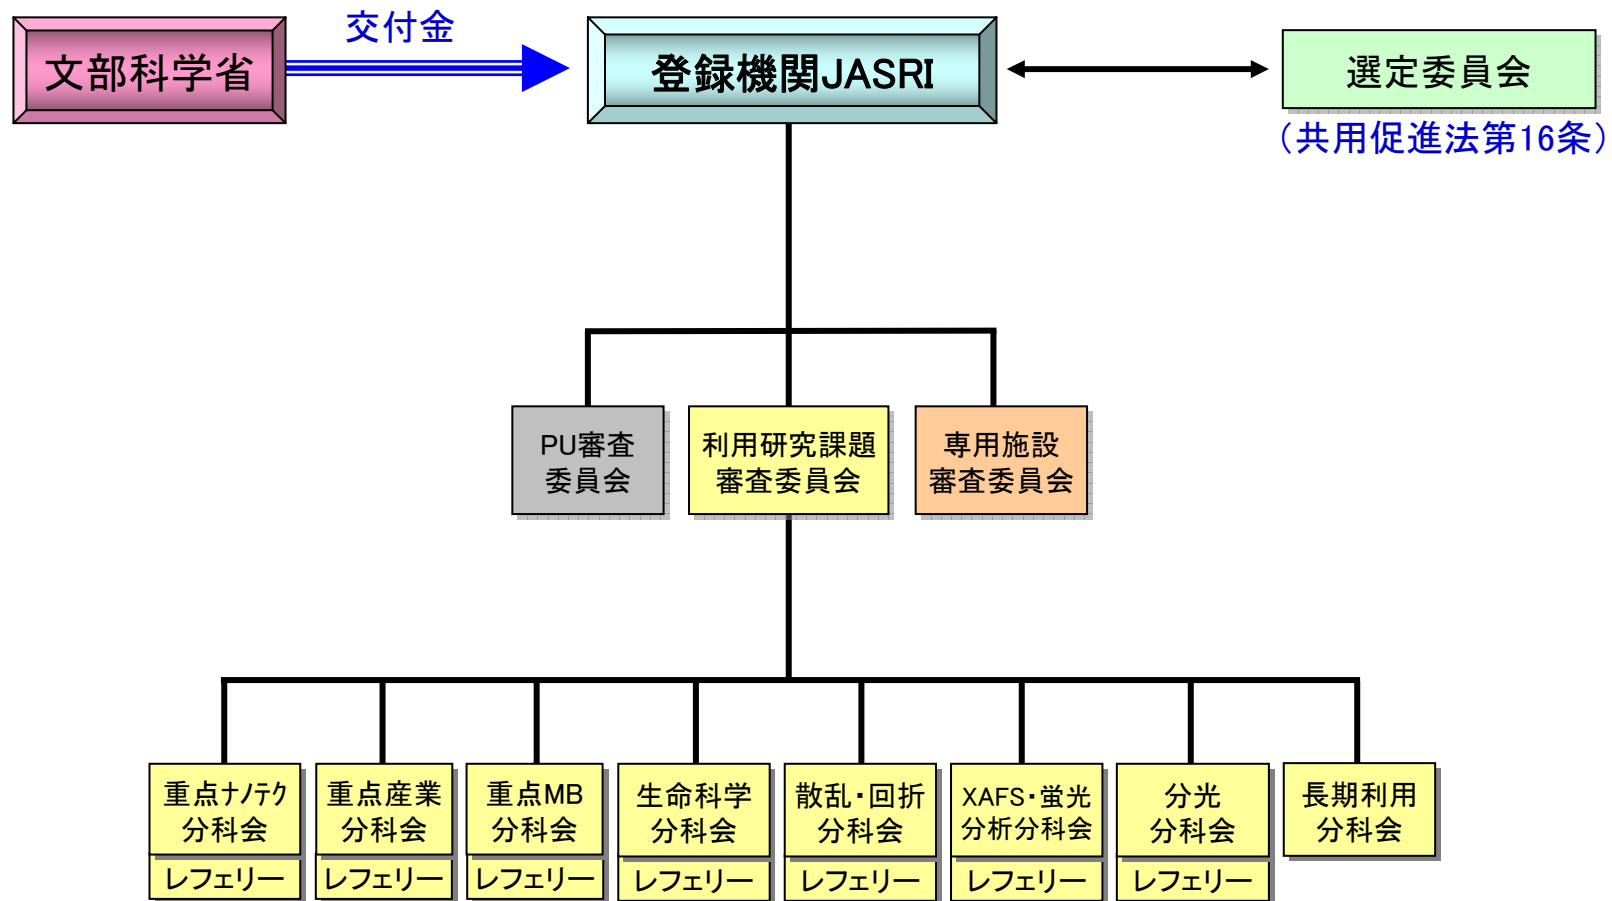 交付金
文部科学省
登録機関JASRI
選定委員会
（共用促進法第16条）
PU審査
委員会
利用研究課題
審査委員会
専用施設
審査委員会
重点ﾅﾉﾃｸ
分科会
レフェリー
重点産業
分科会
レフェリー
重点MB
分科会
レフェリー
生命科学
分科会
レフェリー
散乱・回折
分科会
レフェリー
XAFS・蛍光
分析分科会
レフェリー
分光
分科会
レフェリー
長期利用
分科会